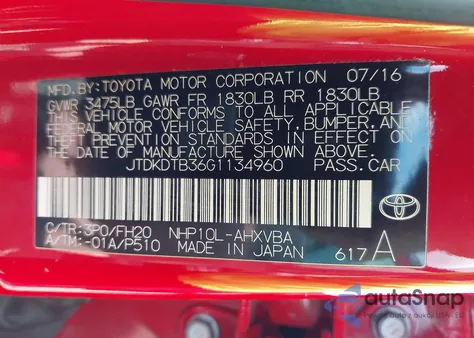 MFD.BY:TOYOTA MOTOR CORPORATION 07/16
GVWR 3475LB GAWR FR 1830LB RR 1830LB
THIS VEHICLE CONFORMS TO ALL APPLICABLE
FEDERAL MOTOR VEHICLE SAFETY,BUMPER,AND
THEFT PREVENTION STANDARDS IN EFFECT ON
THE DATE OF MANUFACTURE SHOWN ABOVE.
JTDKDTB36G1134960 PASS.CAR
C/TR:3P0/FH20 NHP10L-AHXVBA
A/TM:-01A/P510 MADE IN JAPAN 617A
TOYOTA
autoSnap